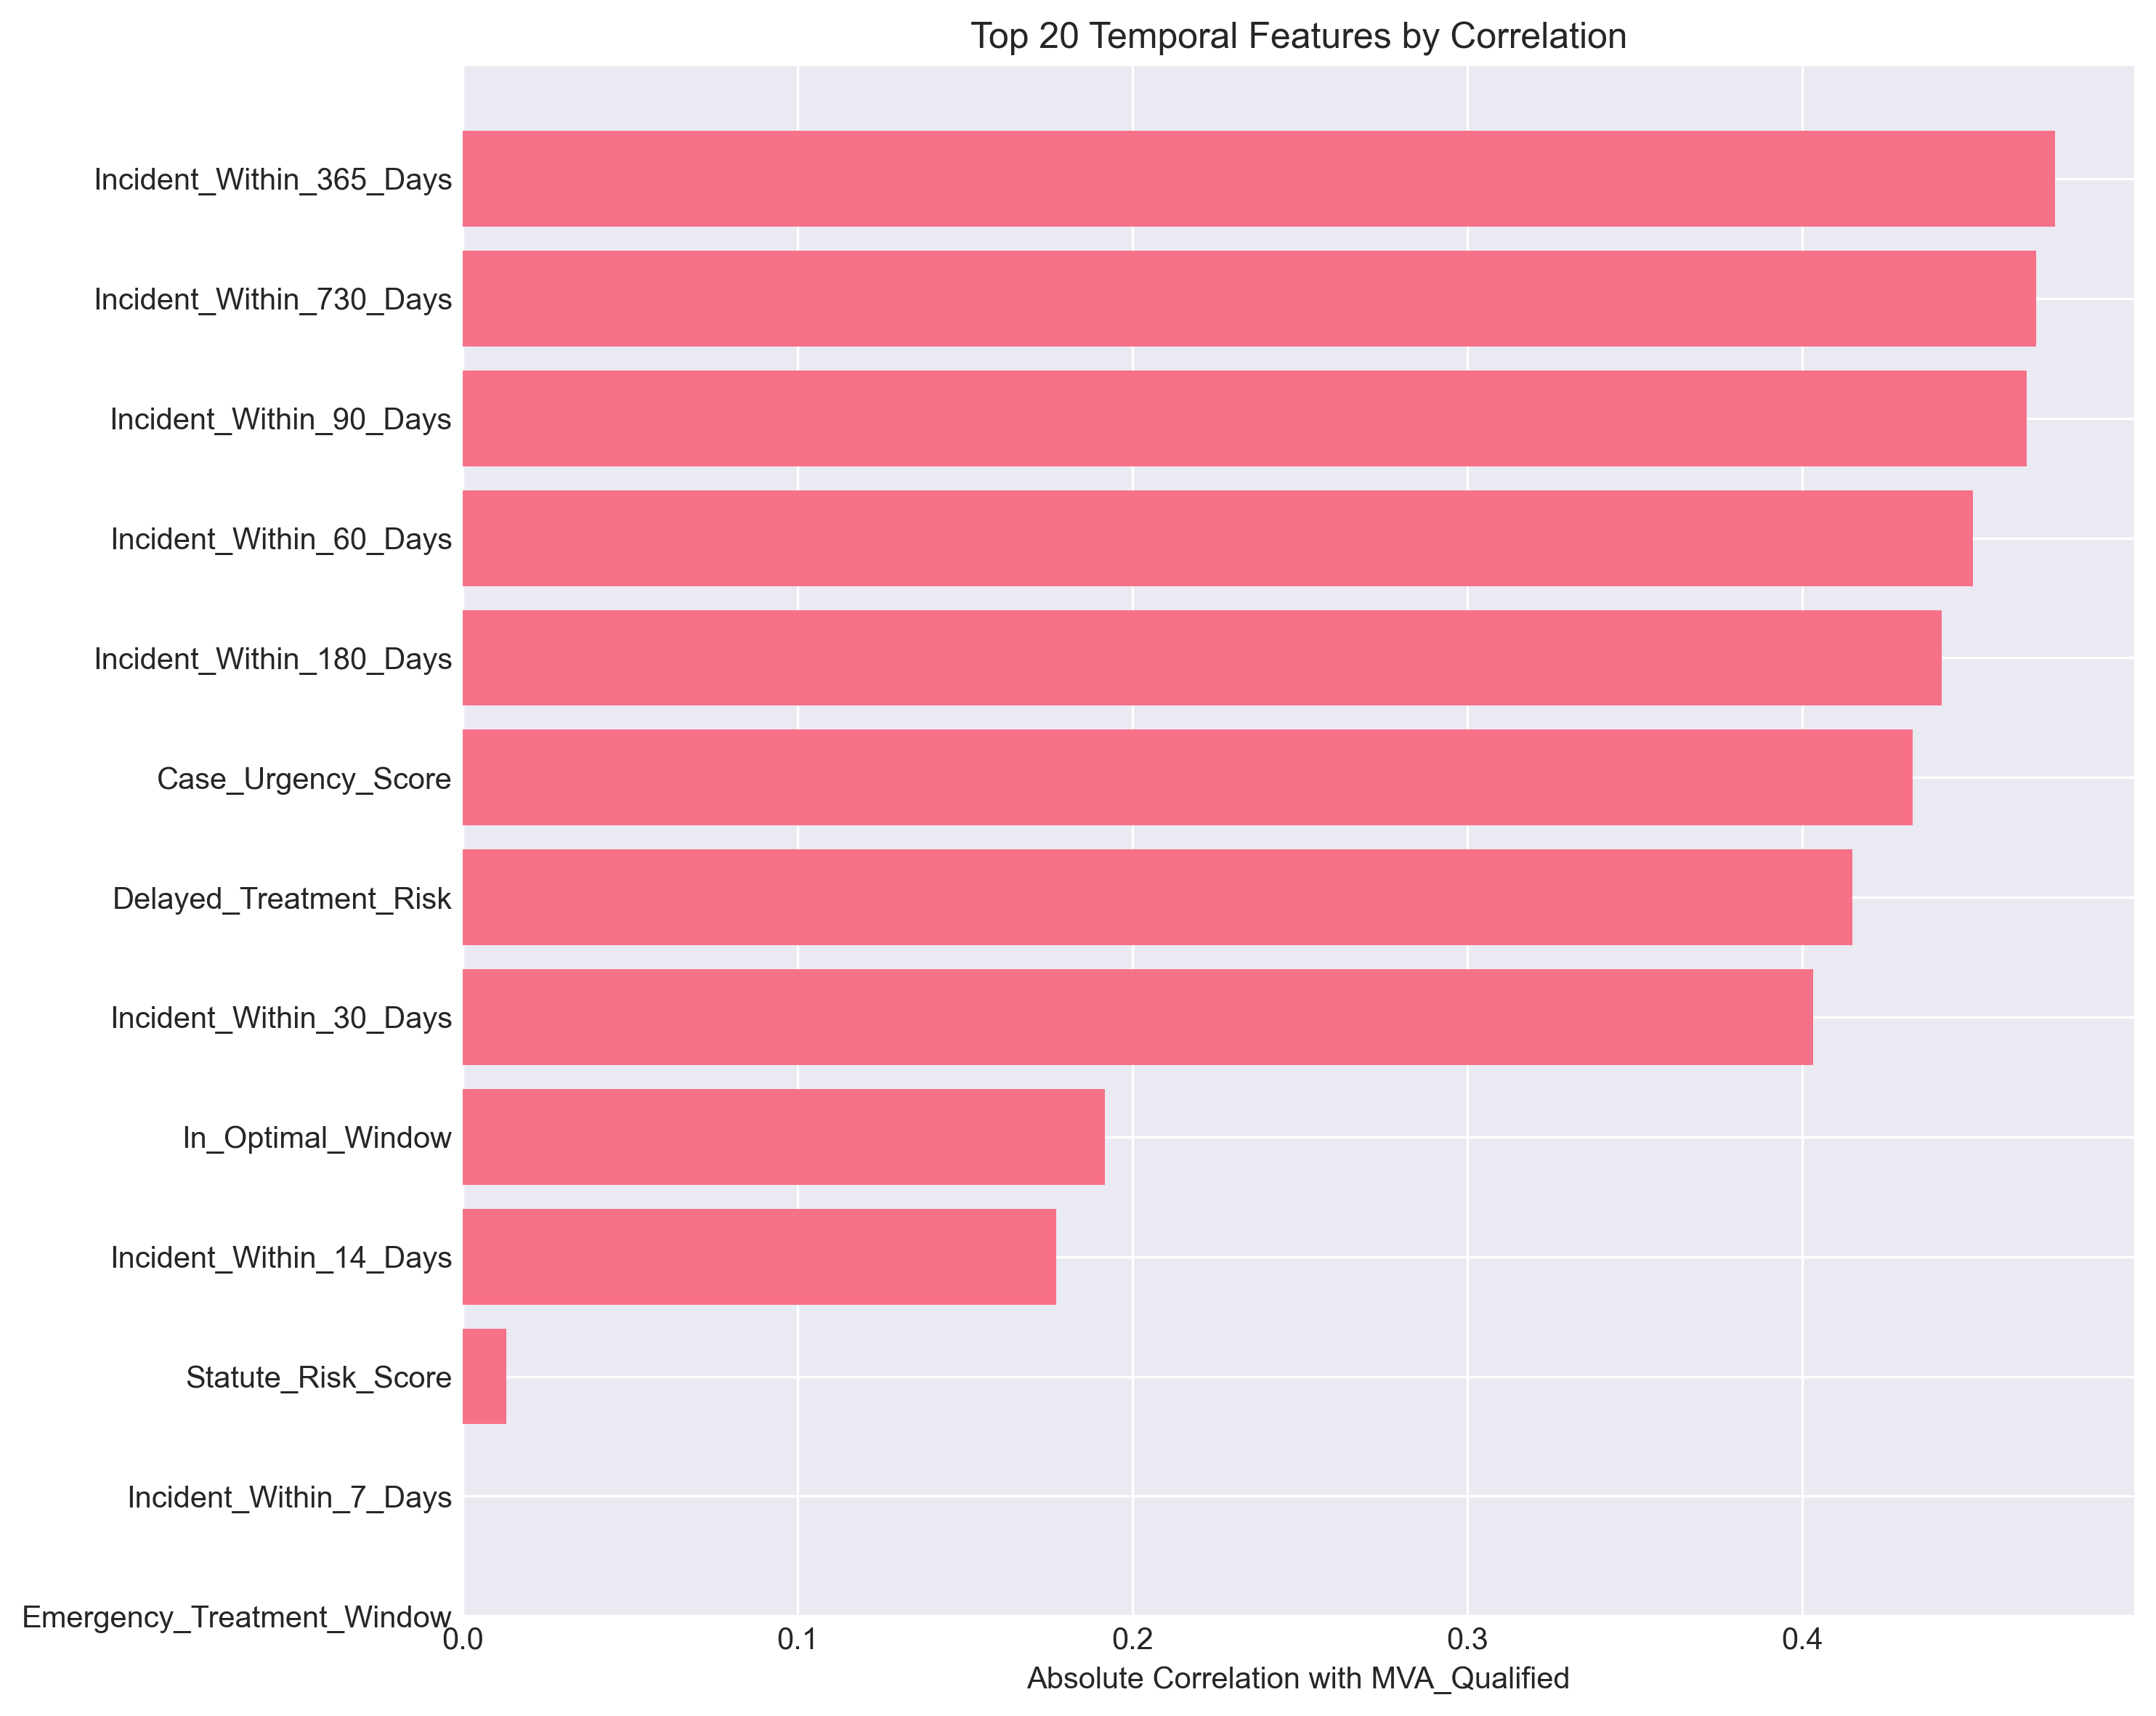 Top 20 Temporal Features by Correlation
Incident_Within_365_Days
Incident_Within_730_Days
Incident_Within_90_Days
Incident_Within_60_Days
Incident_Within_180_Days
Case_Urgency_Score
Delayed_Treatment_Risk
Incident_Within_30_Days
In_Optimal_Window
Incident_Within_14_Days
Statute_Risk_Score
Incident_Within_7_Days
Emergency_Treatment_Window
0.0 0.1 0.2 0.3 0.4
Absolute Correlation with MVA_Qualified